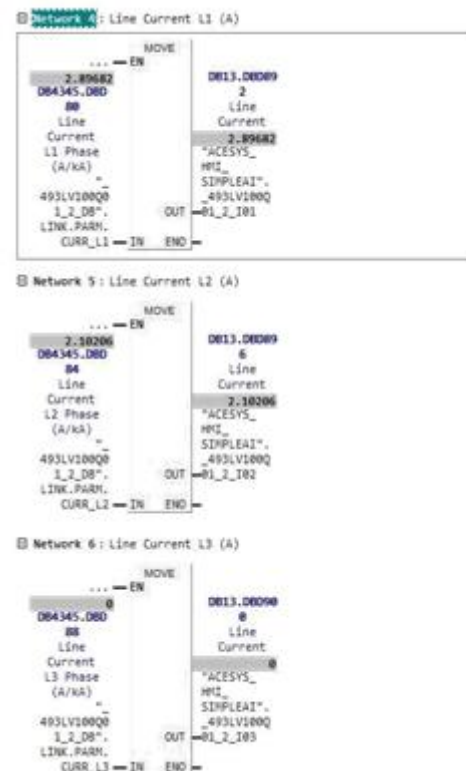 Network 4: Line Current L1 (A)
MOVE
... EN
2.89682
DB4345.DBD
80
Line
Current
L1 Phase
(A/kA)
"_
493LV100Q0
1_2_DB".
LINK.PARM.
CURR_L1 IN
DB13.DBD89
2
Line
Current
2.89682
"ACESYS_
HMI_
SIMPLEAI".
_493LV100Q
OUT 01_2_I01
ENO
Network 5: Line Current L2 (A)
MOVE
... EN
2.10206
DB4345.DBD
84
Line
Current
L2 Phase
(A/kA)
"_
493LV100Q0
1_2_DB".
LINK.PARM.
CURR_L2 IN
DB13.DBD89
6
Line
Current
2.10206
"ACESYS_
HMI_
SIMPLEAI".
_493LV100Q
OUT 01_2_I02
ENO
Network 6: Line Current L3 (A)
MOVE
... EN
0
DB4345.DBD
88
Line
Current
L3 Phase
(A/kA)
"_
493LV100Q0
1_2_DB".
LINK.PARM.
CURR_L3 IN
DB13.DBD90
0
Line
Current
0
"ACESYS_
HMI_
SIMPLEAI".
_493LV100Q
OUT 01_2_I03
ENO